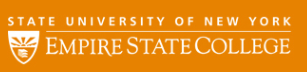 STATE UNIVERSITY OF NEW YORK
EMPIRE STATE COLLEGE